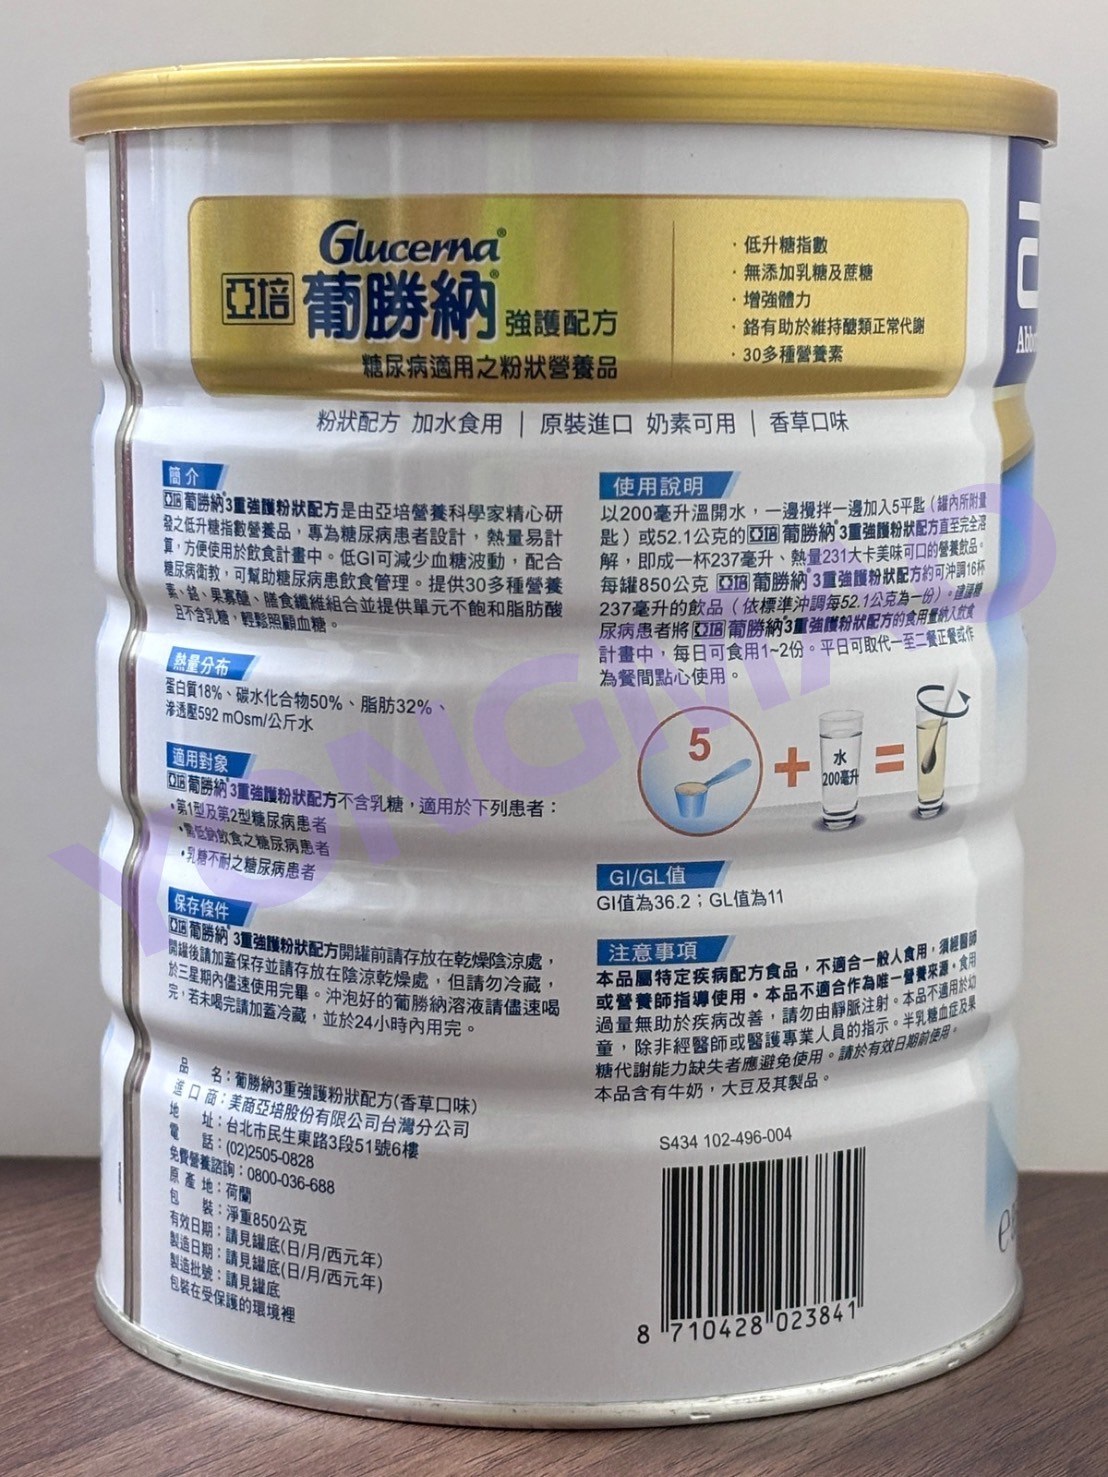 Glucerna®
亞培 葡勝納® 強護配方
糖尿病適用之粉狀營養品
·低升糖指數
·無添加乳糖及蔗糖
·增強體力
·鉻有助於維持醣類正常代謝
·30多種營養素
粉狀配方 加水食用 | 原裝進口 奶素可用 | 香草口味
簡介
亞培 葡勝納®3重強護粉狀配方是由亞培營養科學家精心研
發之低升糖指數營養品，專為糖尿病患者設計，熱量易計
算，方便使用於飲食計畫中。低GI可減少血糖波動，配合
糖尿病衛教，可幫助糖尿病患飲食管理。提供30多種營養
素、鉻、果寡醣、膳食纖維組合並提供單元不飽和脂肪酸
且不含乳糖，輕鬆照顧血糖。
熱量分布
蛋白質18%、碳水化合物50%、脂肪32%、
滲透壓592 mOsm/公斤水
適用對象
亞培 葡勝納®3重強護粉狀配方不含乳糖，適用於下列患者：
•第1型及第2型糖尿病患者
•需低鈉飲食之糖尿病患者
•乳糖不耐之糖尿病患者
保存條件
亞培 葡勝納®3重強護粉狀配方開罐前請存放在乾燥陰涼處，
開罐後請加蓋保存並請存放在陰涼乾燥處，但請勿冷藏，
於三星期內儘速使用完畢。沖泡好的葡勝納溶液請儘速喝
完，若未喝完請加蓋冷藏，並於24小時內用完。
品 名：葡勝納3重強護粉狀配方(香草口味)
進口商：美商亞培股份有限公司台灣分公司
地 址：台北市民生東路3段51號6樓
電 話：(02)2505-0828
免費營養諮詢：0800-036-688
原產地：荷蘭
包 裝：淨重850公克
有效日期：請見罐底(日/月/西元年)
製造日期：請見罐底(日/月/西元年)
製造批號：請見罐底
包裝在受保護的環境裡
使用說明
以200毫升溫開水，一邊攪拌一邊加入5平匙（罐內所附量
匙）或52.1公克的亞培 葡勝納®3重強護粉狀配方直至完全溶
解，即成一杯237毫升、熱量231大卡美味可口的營養飲品。
每罐850公克 亞培 葡勝納®3重強護粉狀配方約可沖調16杯
237毫升的飲品（依標準沖調每52.1公克為一份）。建議糖
尿病患者將亞培 葡勝納®3重強護粉狀配方的食用量納入飲食
計畫中，每日可食用1~2份。平日可取代一至二餐正餐或作
為餐間點心使用。
5 + 水 =
200毫升
GI/GL值
GI值為36.2；GL值為11
注意事項
本品屬特定疾病配方食品，不適合一般人食用，須經醫師
或營養師指導使用。本品不適合作為唯一營養來源。食用
過量無助於疾病改善，請勿由靜脈注射。本品不適用於幼
童，除非經醫師或醫護專業人員的指示。半乳糖血症及果
糖代謝能力缺失者應避免使用。請於有效日期前使用。
本品含有牛奶，大豆及其製品。
S434 102-496-004
8 710428 023841
YONGMAO